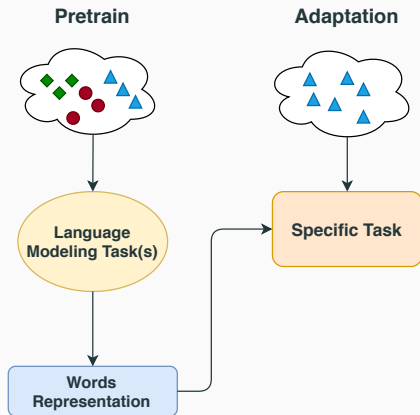 Pretrain
Adaptation
Language
Modeling Task(s)
Specific Task
Words
Representation